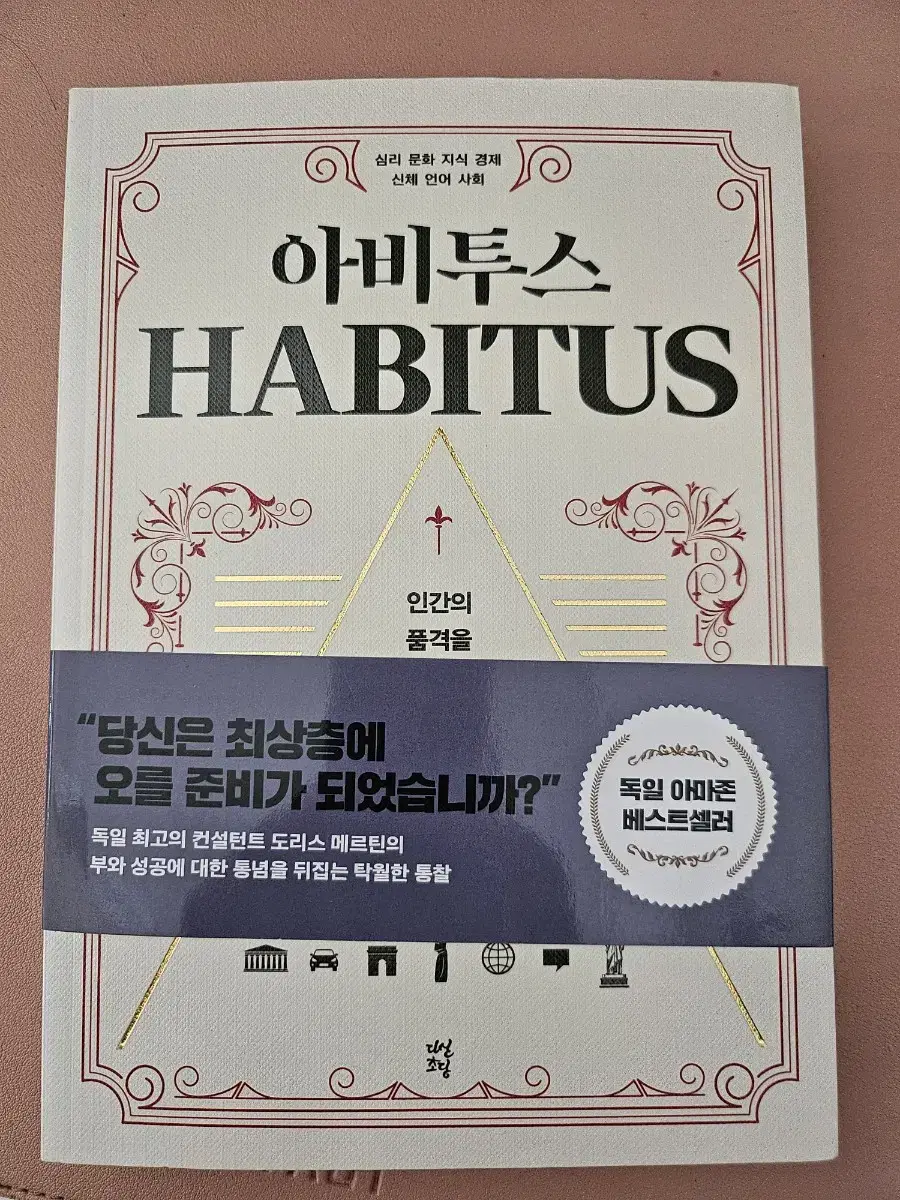 심리 문화 지식 경제
신체 언어 사회
아비투스
HABITUS
인간의
품격을
“당신은 최상층에
오를 준비가 되었습니까?”
독일 최고의 컨설턴트 도리스 메르틴의
부와 성공에 대한 통념을 뒤집는 탁월한 통찰
독일 아마존
베스트셀러
다산
초당